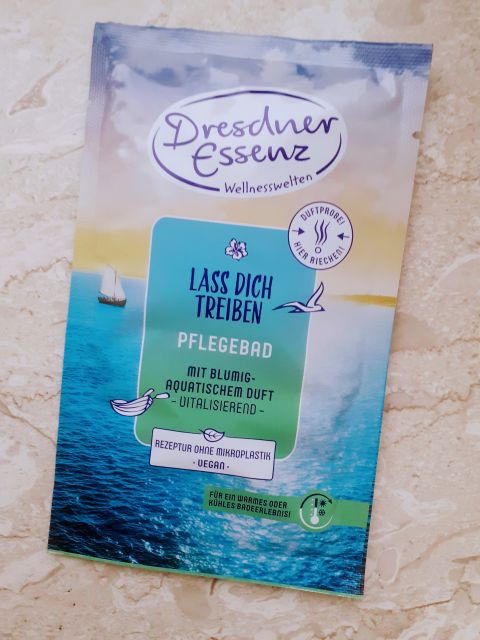 Dresdner
Essenz
Wellnesswelten
DUFTPROBE!
HIER RIECHEN!
LASS DICH
TREIBEN
PFLEGEBAD
MIT BLUMIG-
AQUATISCHEM DUFT
- VITALISIEREND -
REZEPTUR OHNE MIKROPLASTIK
· VEGAN ·
FÜR EIN WARMES ODER
KÜHLES BADEERLEBNIS!